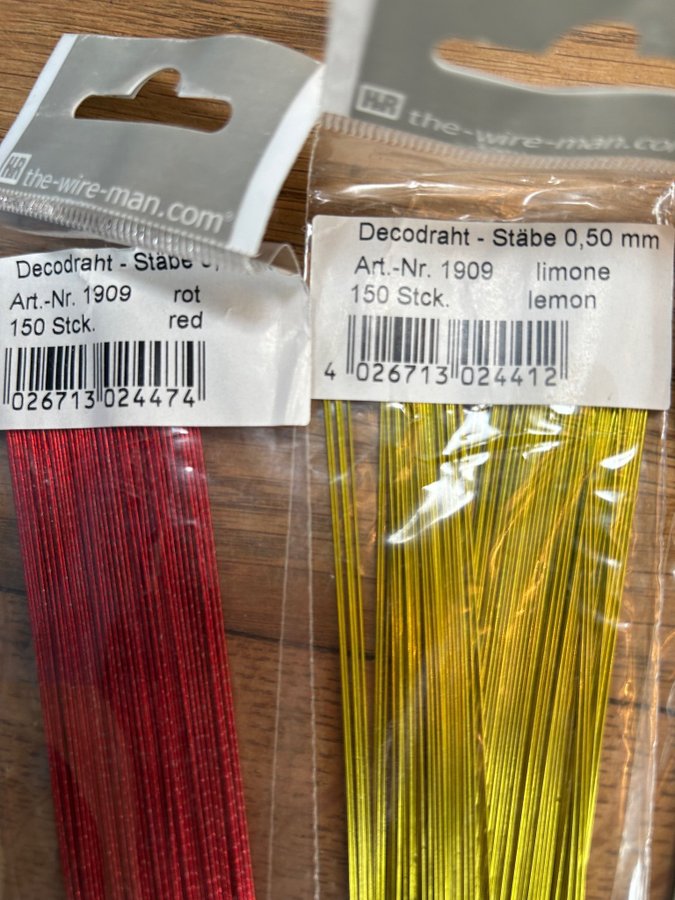 H&R the-wire-man.com®
Decodraht - Stäbe
Art.-Nr. 1909 rot
150 Stck. red
026713 024474
H&R the-wire-man.com
Decodraht - Stäbe 0,50 mm
Art.-Nr. 1909 limone
150 Stck. lemon
4 026713 024412